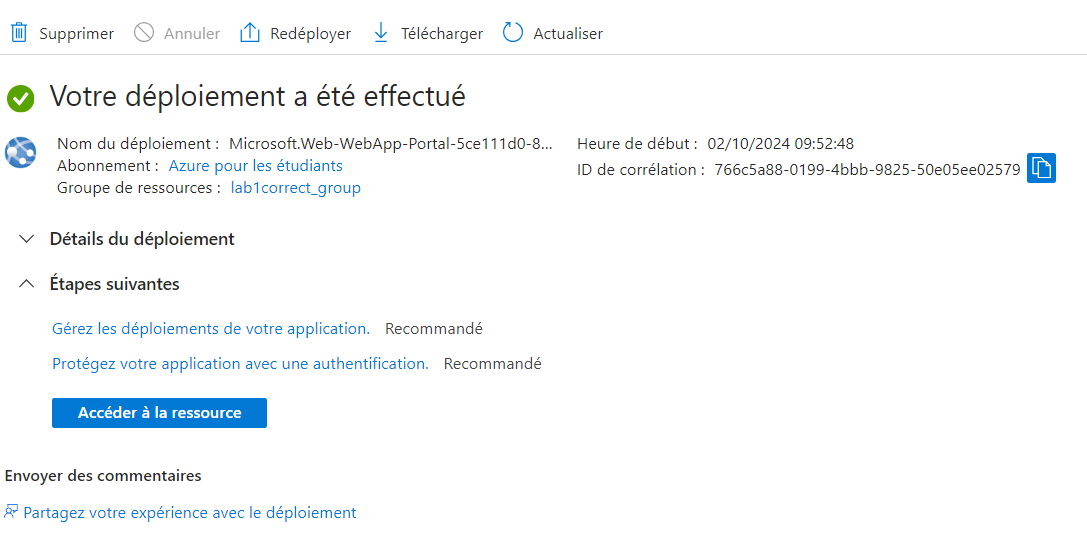 Supprimer Annuler Redéployer Télécharger Actualiser
Votre déploiement a été effectué
Nom du déploiement : Microsoft.Web-WebApp-Portal-5ce111d0-8...
Abonnement : Azure pour les étudiants
Groupe de ressources : lab1correct_group
Heure de début : 02/10/2024 09:52:48
ID de corrélation : 766c5a88-0199-4bbb-9825-50e05ee02579
Détails du déploiement
Étapes suivantes
Gérez les déploiements de votre application. Recommandé
Protégez votre application avec une authentification. Recommandé
Accéder à la ressource
Envoyer des commentaires
Partagez votre expérience avec le déploiement